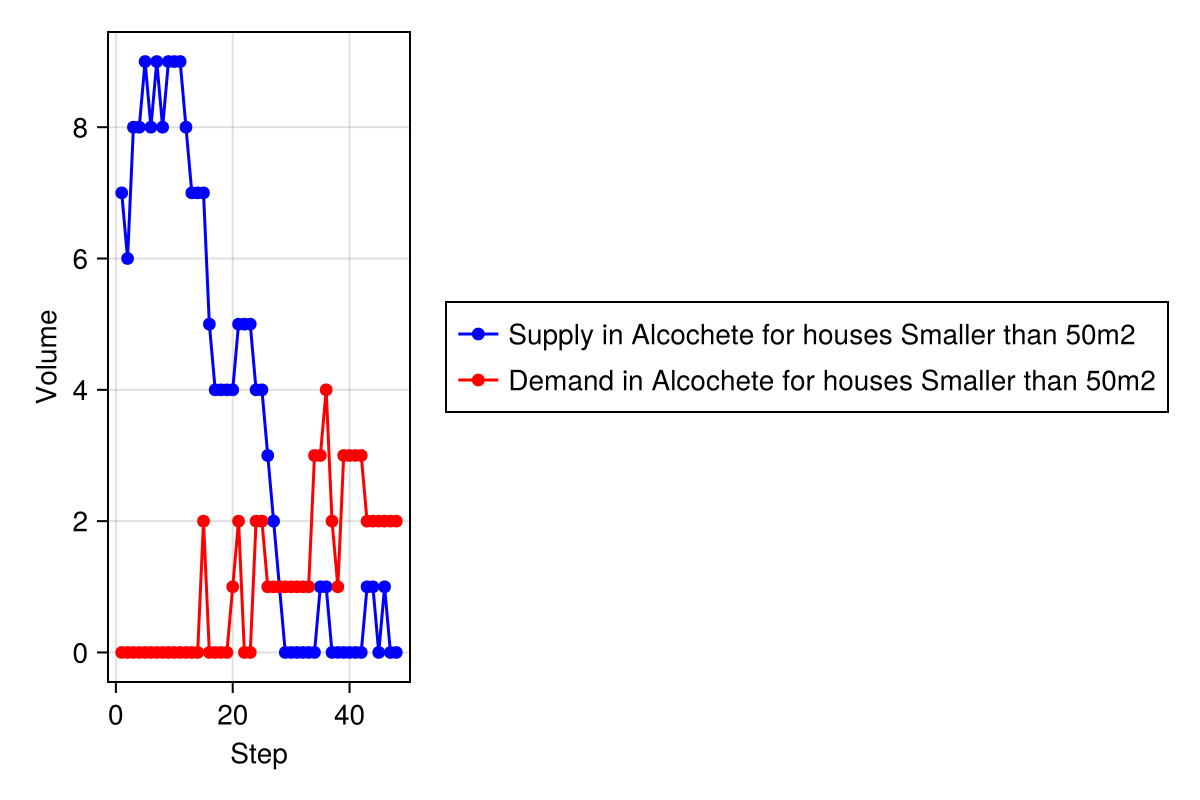 8
6
4
2
0
Volume
0 20 40
Step
Supply in Alcochete for houses Smaller than 50m2
Demand in Alcochete for houses Smaller than 50m2